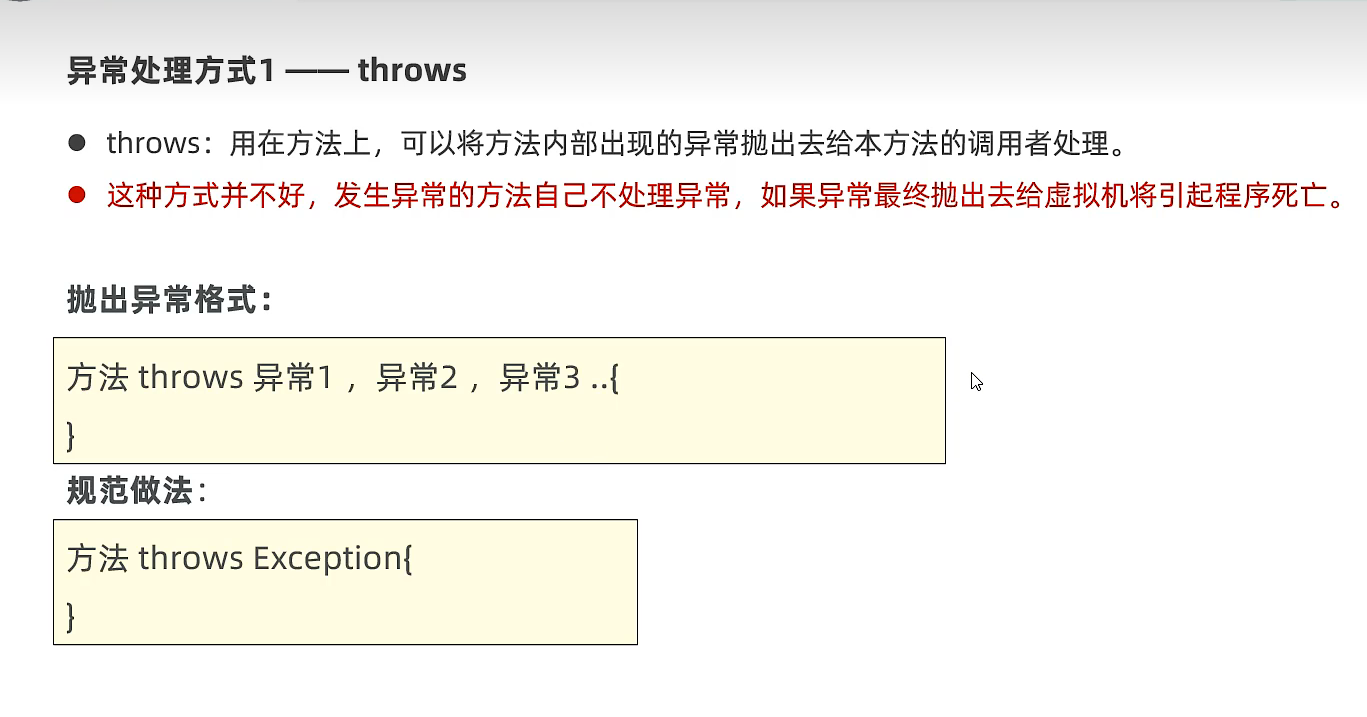 异常处理方式1 —— throws
throws：用在方法上，可以将方法内部出现的异常抛出去给本方法的调用者处理。
这种方式并不好，发生异常的方法自己不处理异常，如果异常最终抛出去给虚拟机将引起程序死亡。
抛出异常格式：
方法 throws 异常1 ，异常2 ，异常3 ..{
}
规范做法：
方法 throws Exception{
}